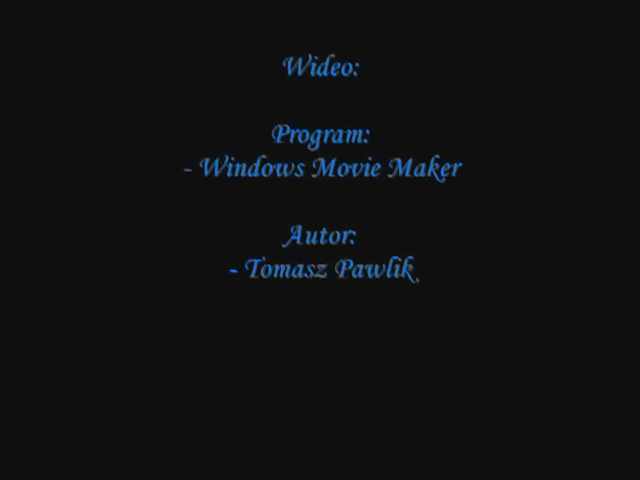 Wideo:
Program:
- Windows Movie Maker
Autor:
- Tomasz Pawlik